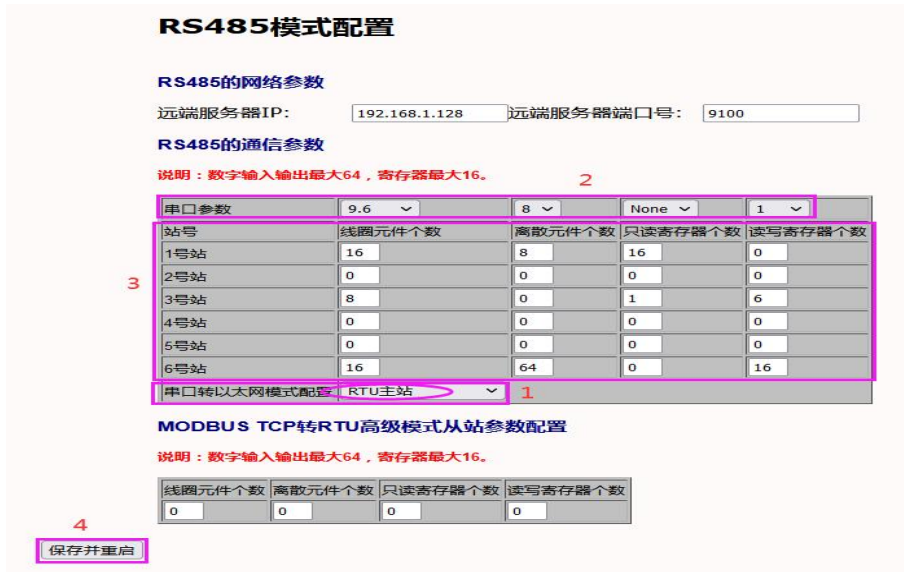 RS485模式配置
RS485的网络参数
远端服务器IP: 192.168.1.128 远端服务器端口号: 9100
RS485的通信参数
说明：数字输入输出最大64，寄存器最大16。
2
串口参数 9.6 8 None 1
站号 线圈元件个数 离散元件个数 只读寄存器个数 读写寄存器个数
1号站 16 8 16 0
2号站 0 0 0 0
3
3号站 8 0 1 6
4号站 0 0 0 0
5号站 0 0 0 0
6号站 16 64 0 16
串口转以太网模式配置 RTU主站 1
MODBUS TCP转RTU高级模式从站参数配置
说明：数字输入输出最大64，寄存器最大16。
线圈元件个数 离散元件个数 只读寄存器个数 读写寄存器个数
0 0 0 0
4
保存并重启